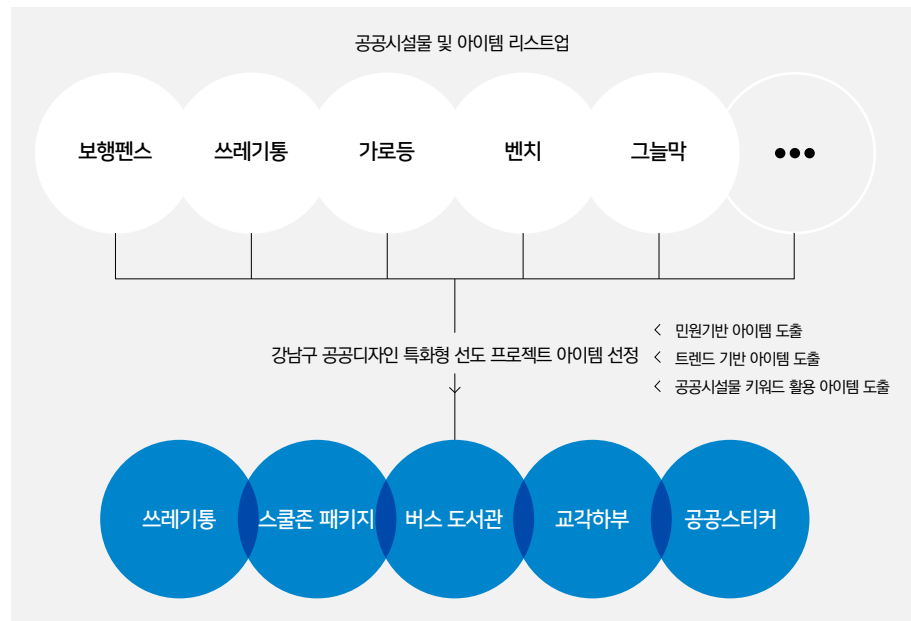 공공시설물 및 아이템 리스트업
보행펜스 쓰레기통 가로등 벤치 그늘막 •••
< 민원기반 아이템 도출
강남구 공공디자인 특화형 선도 프로젝트 아이템 선정 < 트렌드 기반 아이템 도출
< 공공시설물 키워드 활용 아이템 도출
쓰레기통 스쿨존 패키지 버스 도서관 교각하부 공공스티커